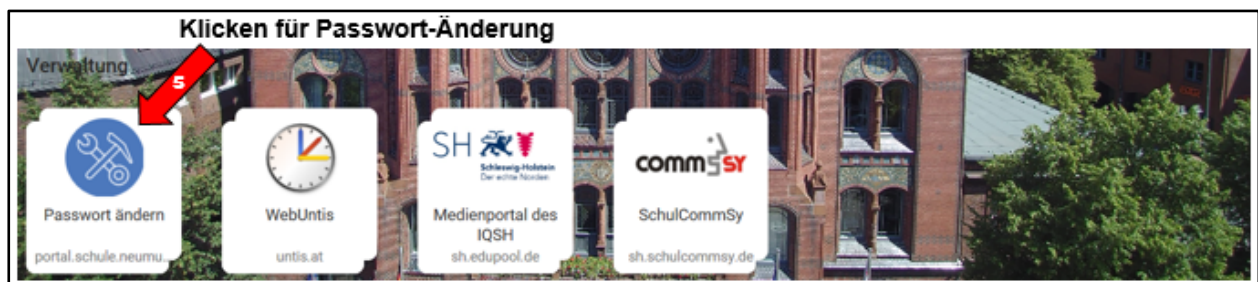 Klicken für Passwort-Änderung
Verwaltung
5
Passwort ändern
portal.schule.neumu...
WebUntis
untis.at
SH
Schleswig-Holstein
Der echte Norden
Medienportal des
IQSH
sh.edupool.de
commsy
SchulCommSy
sh.schulcommsy.de